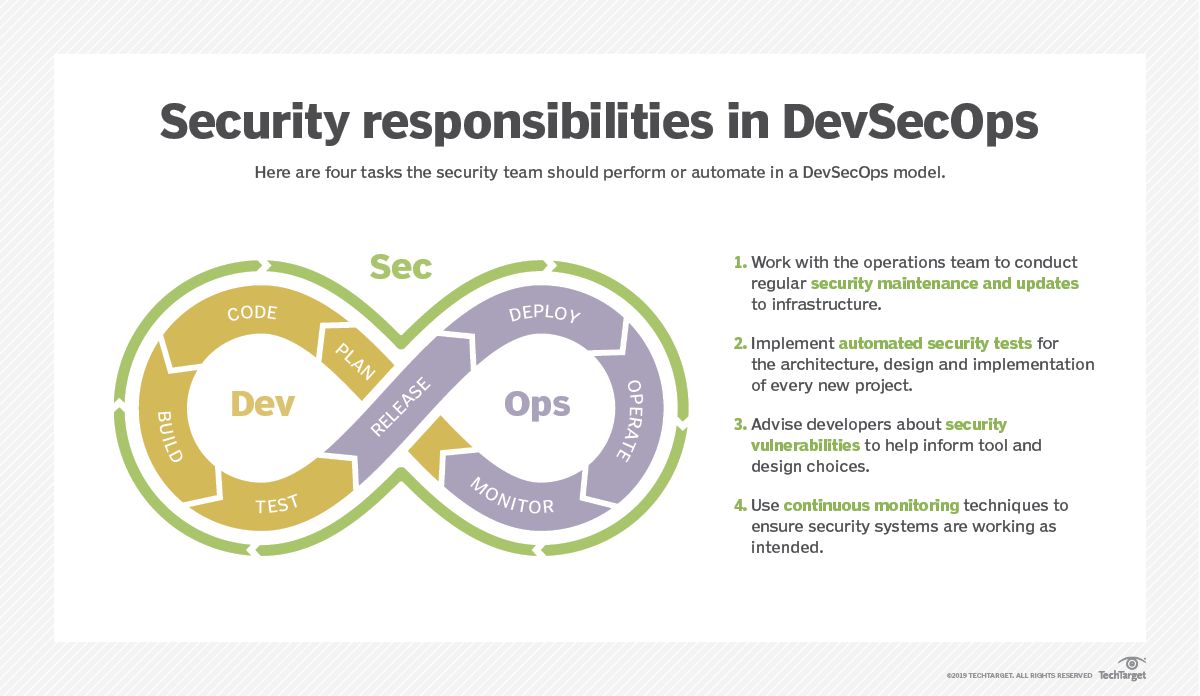 Security responsibilities in DevSecOps
Here are four tasks the security team should perform or automate in a DevSecOps model.
Sec
CODE
PLAN
Dev
BUILD
TEST
RELEASE
DEPLOY
Ops
OPERATE
MONITOR
1. Work with the operations team to conduct
regular security maintenance and updates
to infrastructure.
2. Implement automated security tests for
the architecture, design and implementation
of every new project.
3. Advise developers about security
vulnerabilities to help inform tool and
design choices.
4. Use continuous monitoring techniques to
ensure security systems are working as
intended.
©2019 TECHTARGET. ALL RIGHTS RESERVED TechTarget